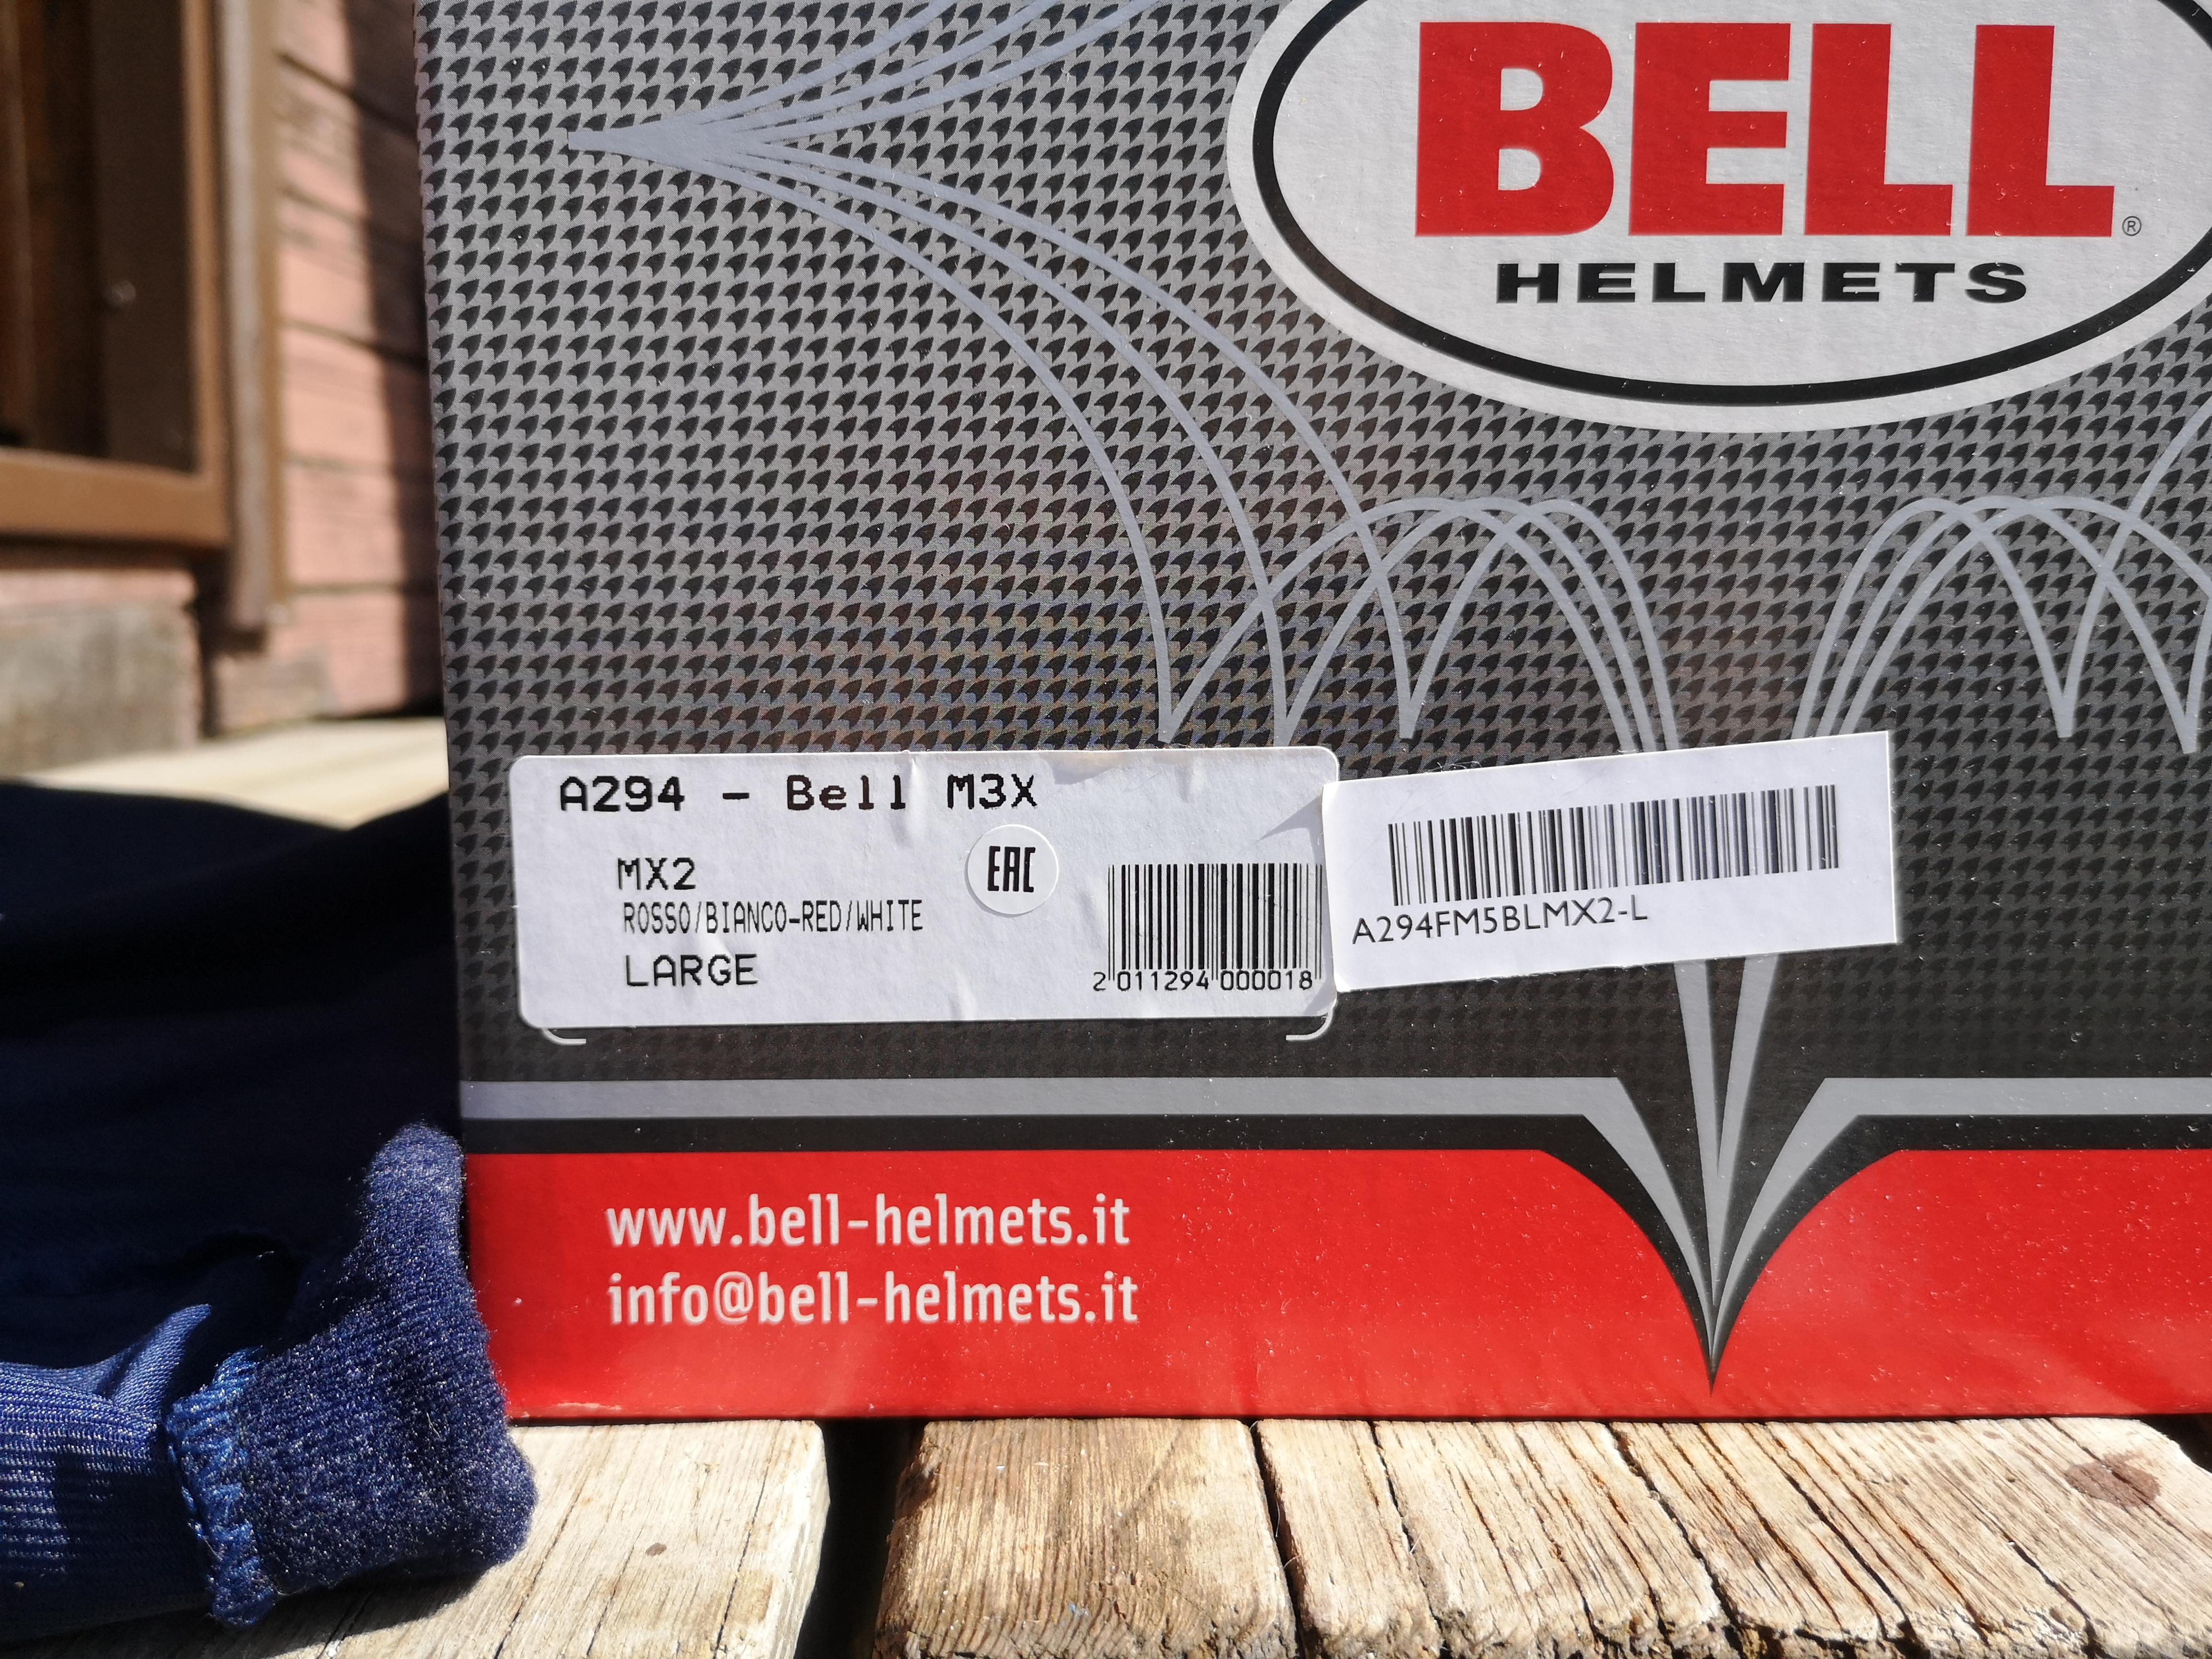 BELL®
HELMETS
A294 - Bell M3X
EAC
MX2
ROSSO/BIANCO-RED/WHITE
LARGE
2 011294 000018
A294FM5BLMX2-L
www.bell-helmets.it
info@bell-helmets.it